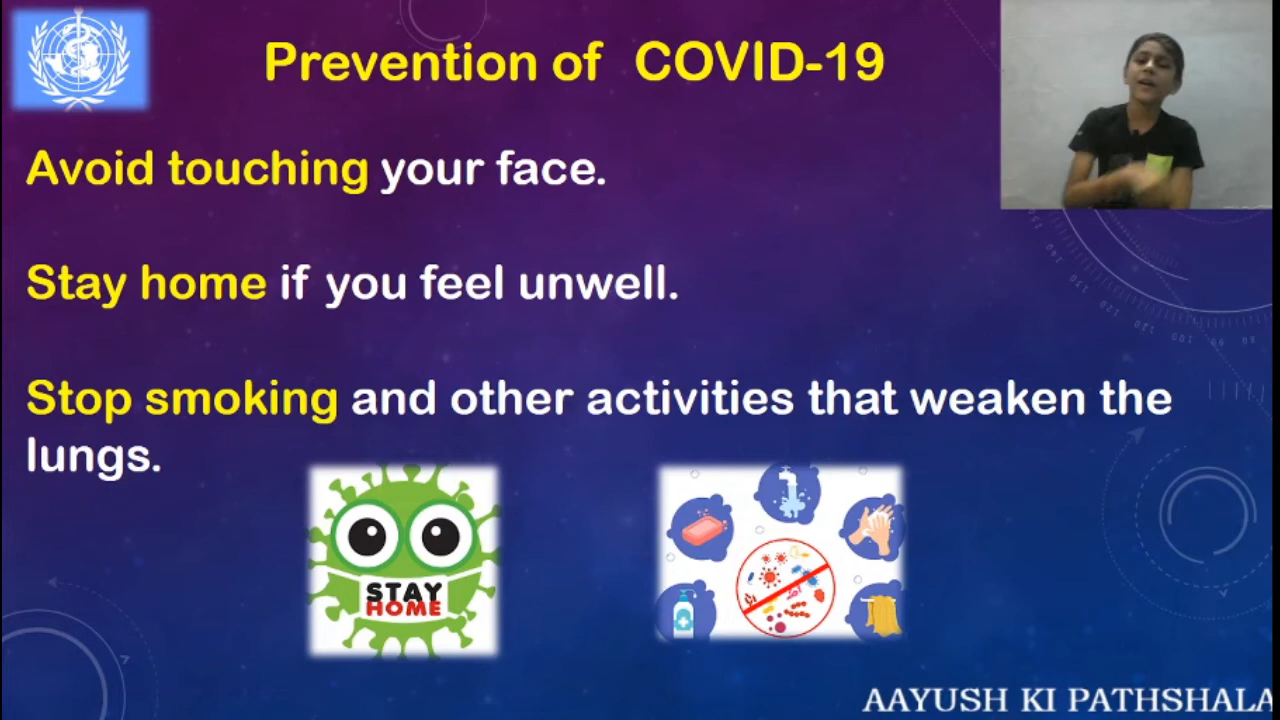 Prevention of COVID-19
Avoid touching your face.
Stay home if you feel unwell.
Stop smoking and other activities that weaken the
lungs.
STAY
HOME
AAYUSH KI PATHSHALA